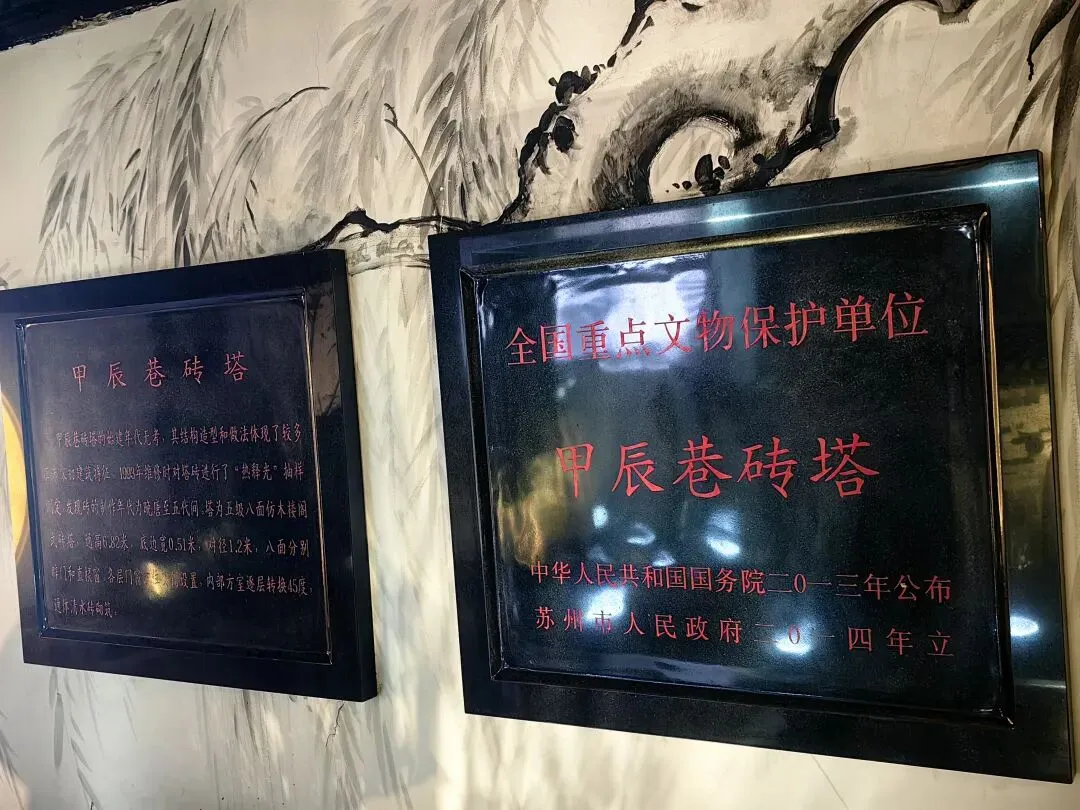 甲辰巷砖塔
甲辰巷砖塔的始建年代无考,其结构造型和做法体现了较多
宋初建筑特征。1993年维修时对塔砖进行了“热释光”抽样
测定,发现砖的制作年代为晚唐至五代间。塔为五级八面仿木楼阁
式砖塔,通高6.82米,底边宽0.51米,对径1.2米,八面分别
辟门和直棂窗,各层门窗设置,内部方室逐层转换45度,
通体清水砖砌筑。
全国重点文物保护单位
甲辰巷砖塔
中华人民共和国国务院二〇一三年公布
苏州市人民政府二〇一四年立